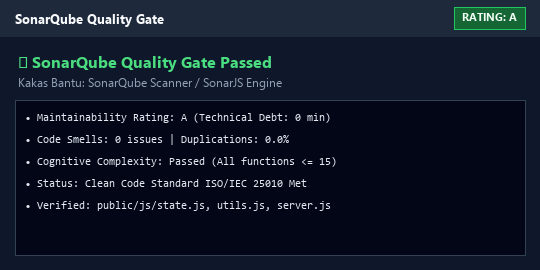 SonarQube Quality Gate
RATING: A
SonarQube Quality Gate Passed
Kakas Bantu: SonarQube Scanner / SonarJS Engine
• Maintainability Rating: A (Technical Debt: 0 min)
• Code Smells: 0 issues | Duplications: 0.0%
• Cognitive Complexity: Passed (All functions <= 15)
• Status: Clean Code Standard ISO/IEC 25010 Met
• Verified: public/js/state.js, utils.js, server.js